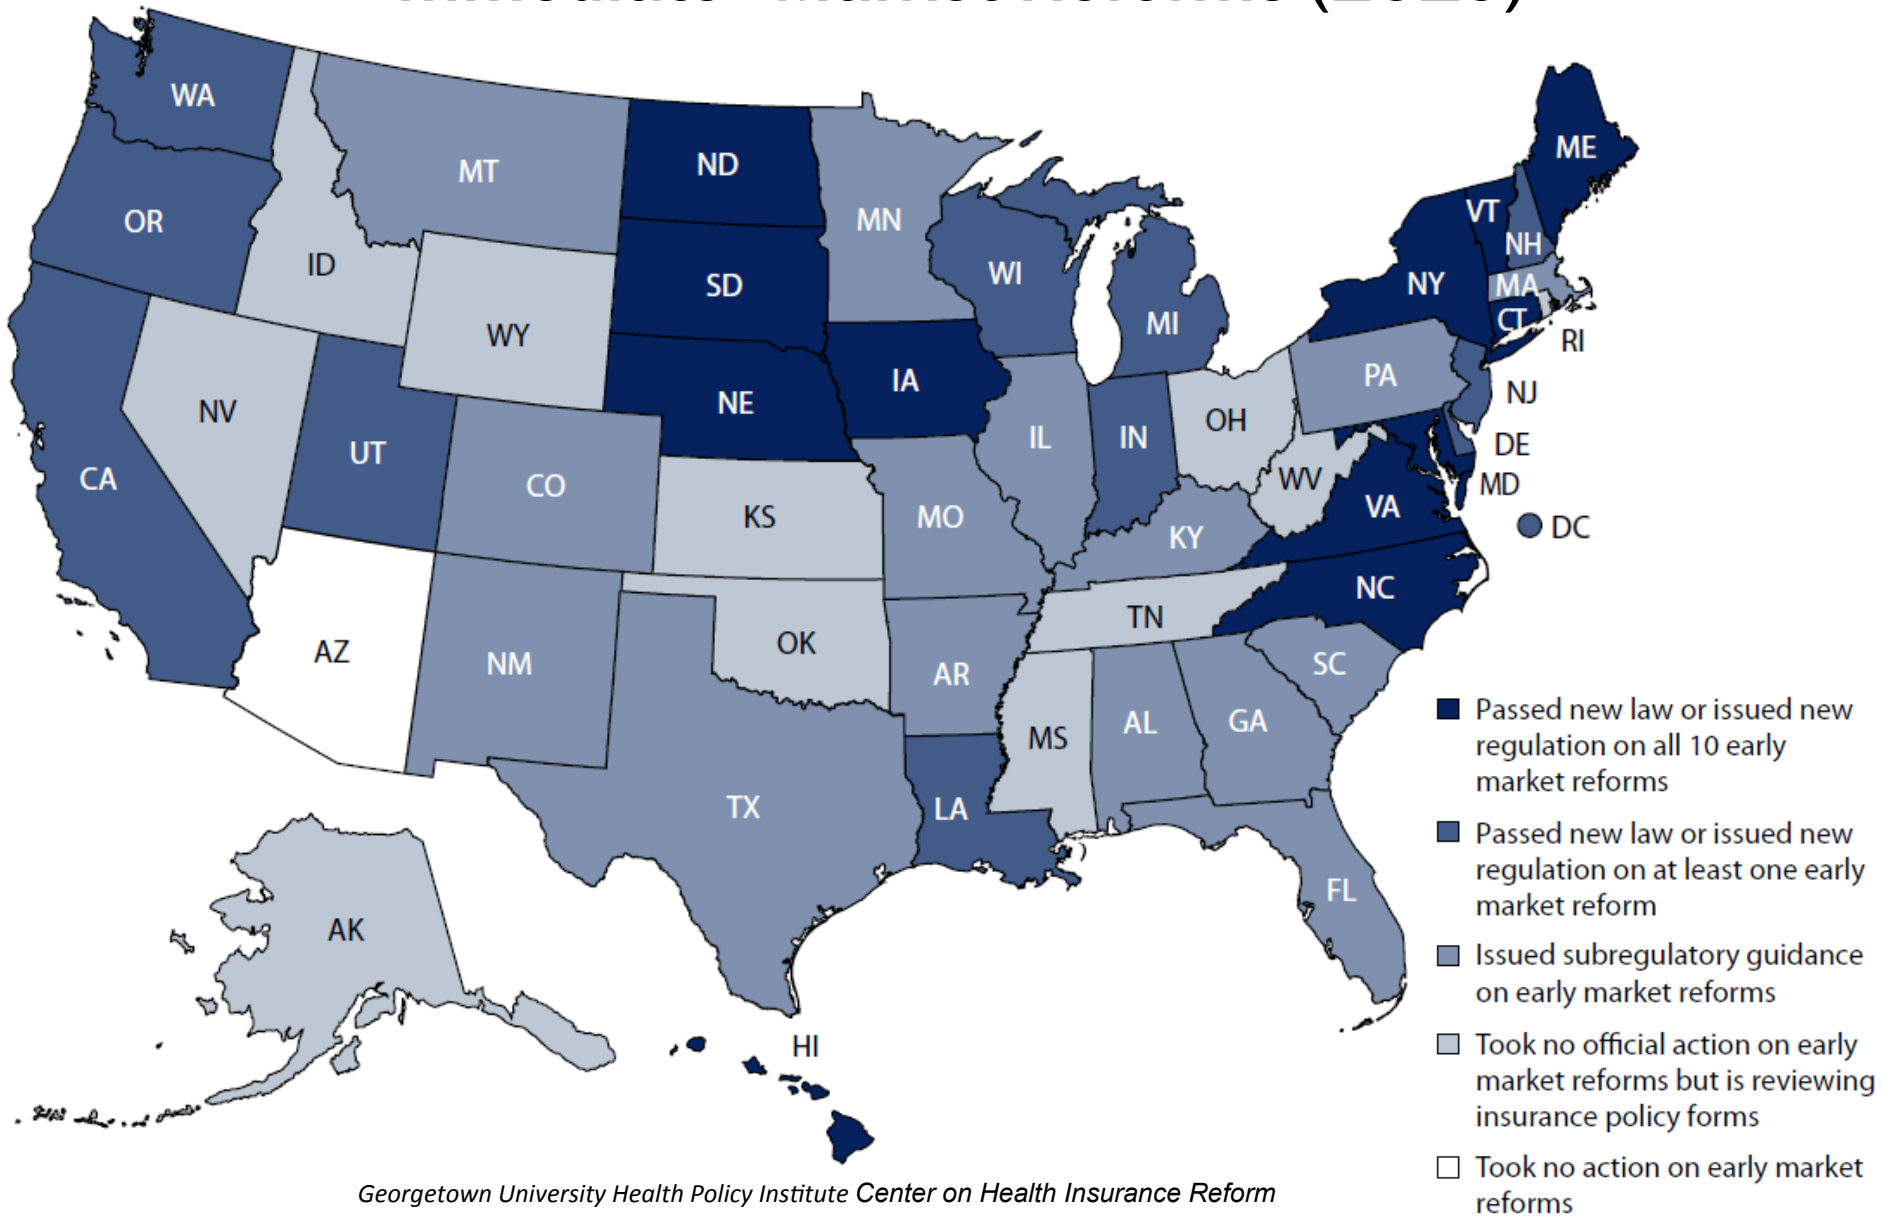 Market Reforms (2010)
WA
MT
ND
ME
OR
MN
VT
NH
ID
SD
WI
NY
MA
WY
MI
CT
RI
NV
NE
IA
PA
NJ
UT
OH
DE
CA
CO
IL
IN
WV
MD
KS
MO
VA
DC
KY
NC
AZ
NM
OK
TN
AR
SC
MS
AL
GA
TX
LA
FL
AK
HI
Passed new law or issued new
regulation on all 10 early
market reforms
Passed new law or issued new
regulation on at least one early
market reform
Issued subregulatory guidance
on early market reforms
Took no official action on early
market reforms but is reviewing
insurance policy forms
Took no action on early market
reforms
Georgetown University Health Policy Institute Center on Health Insurance Reform